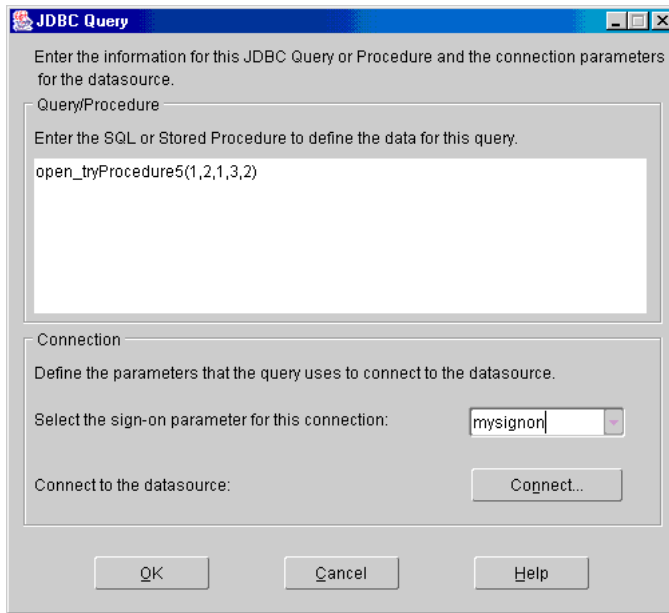 JDBC Query
Enter the information for this JDBC Query or Procedure and the connection parameters
for the datasource.
Query/Procedure
Enter the SQL or Stored Procedure to define the data for this query.
open_tryProcedure5(1,2,1,3,2)
Connection
Define the parameters that the query uses to connect to the datasource.
Select the sign-on parameter for this connection:
mysignon
Connect to the datasource:
Connect...
OK
Cancel
Help